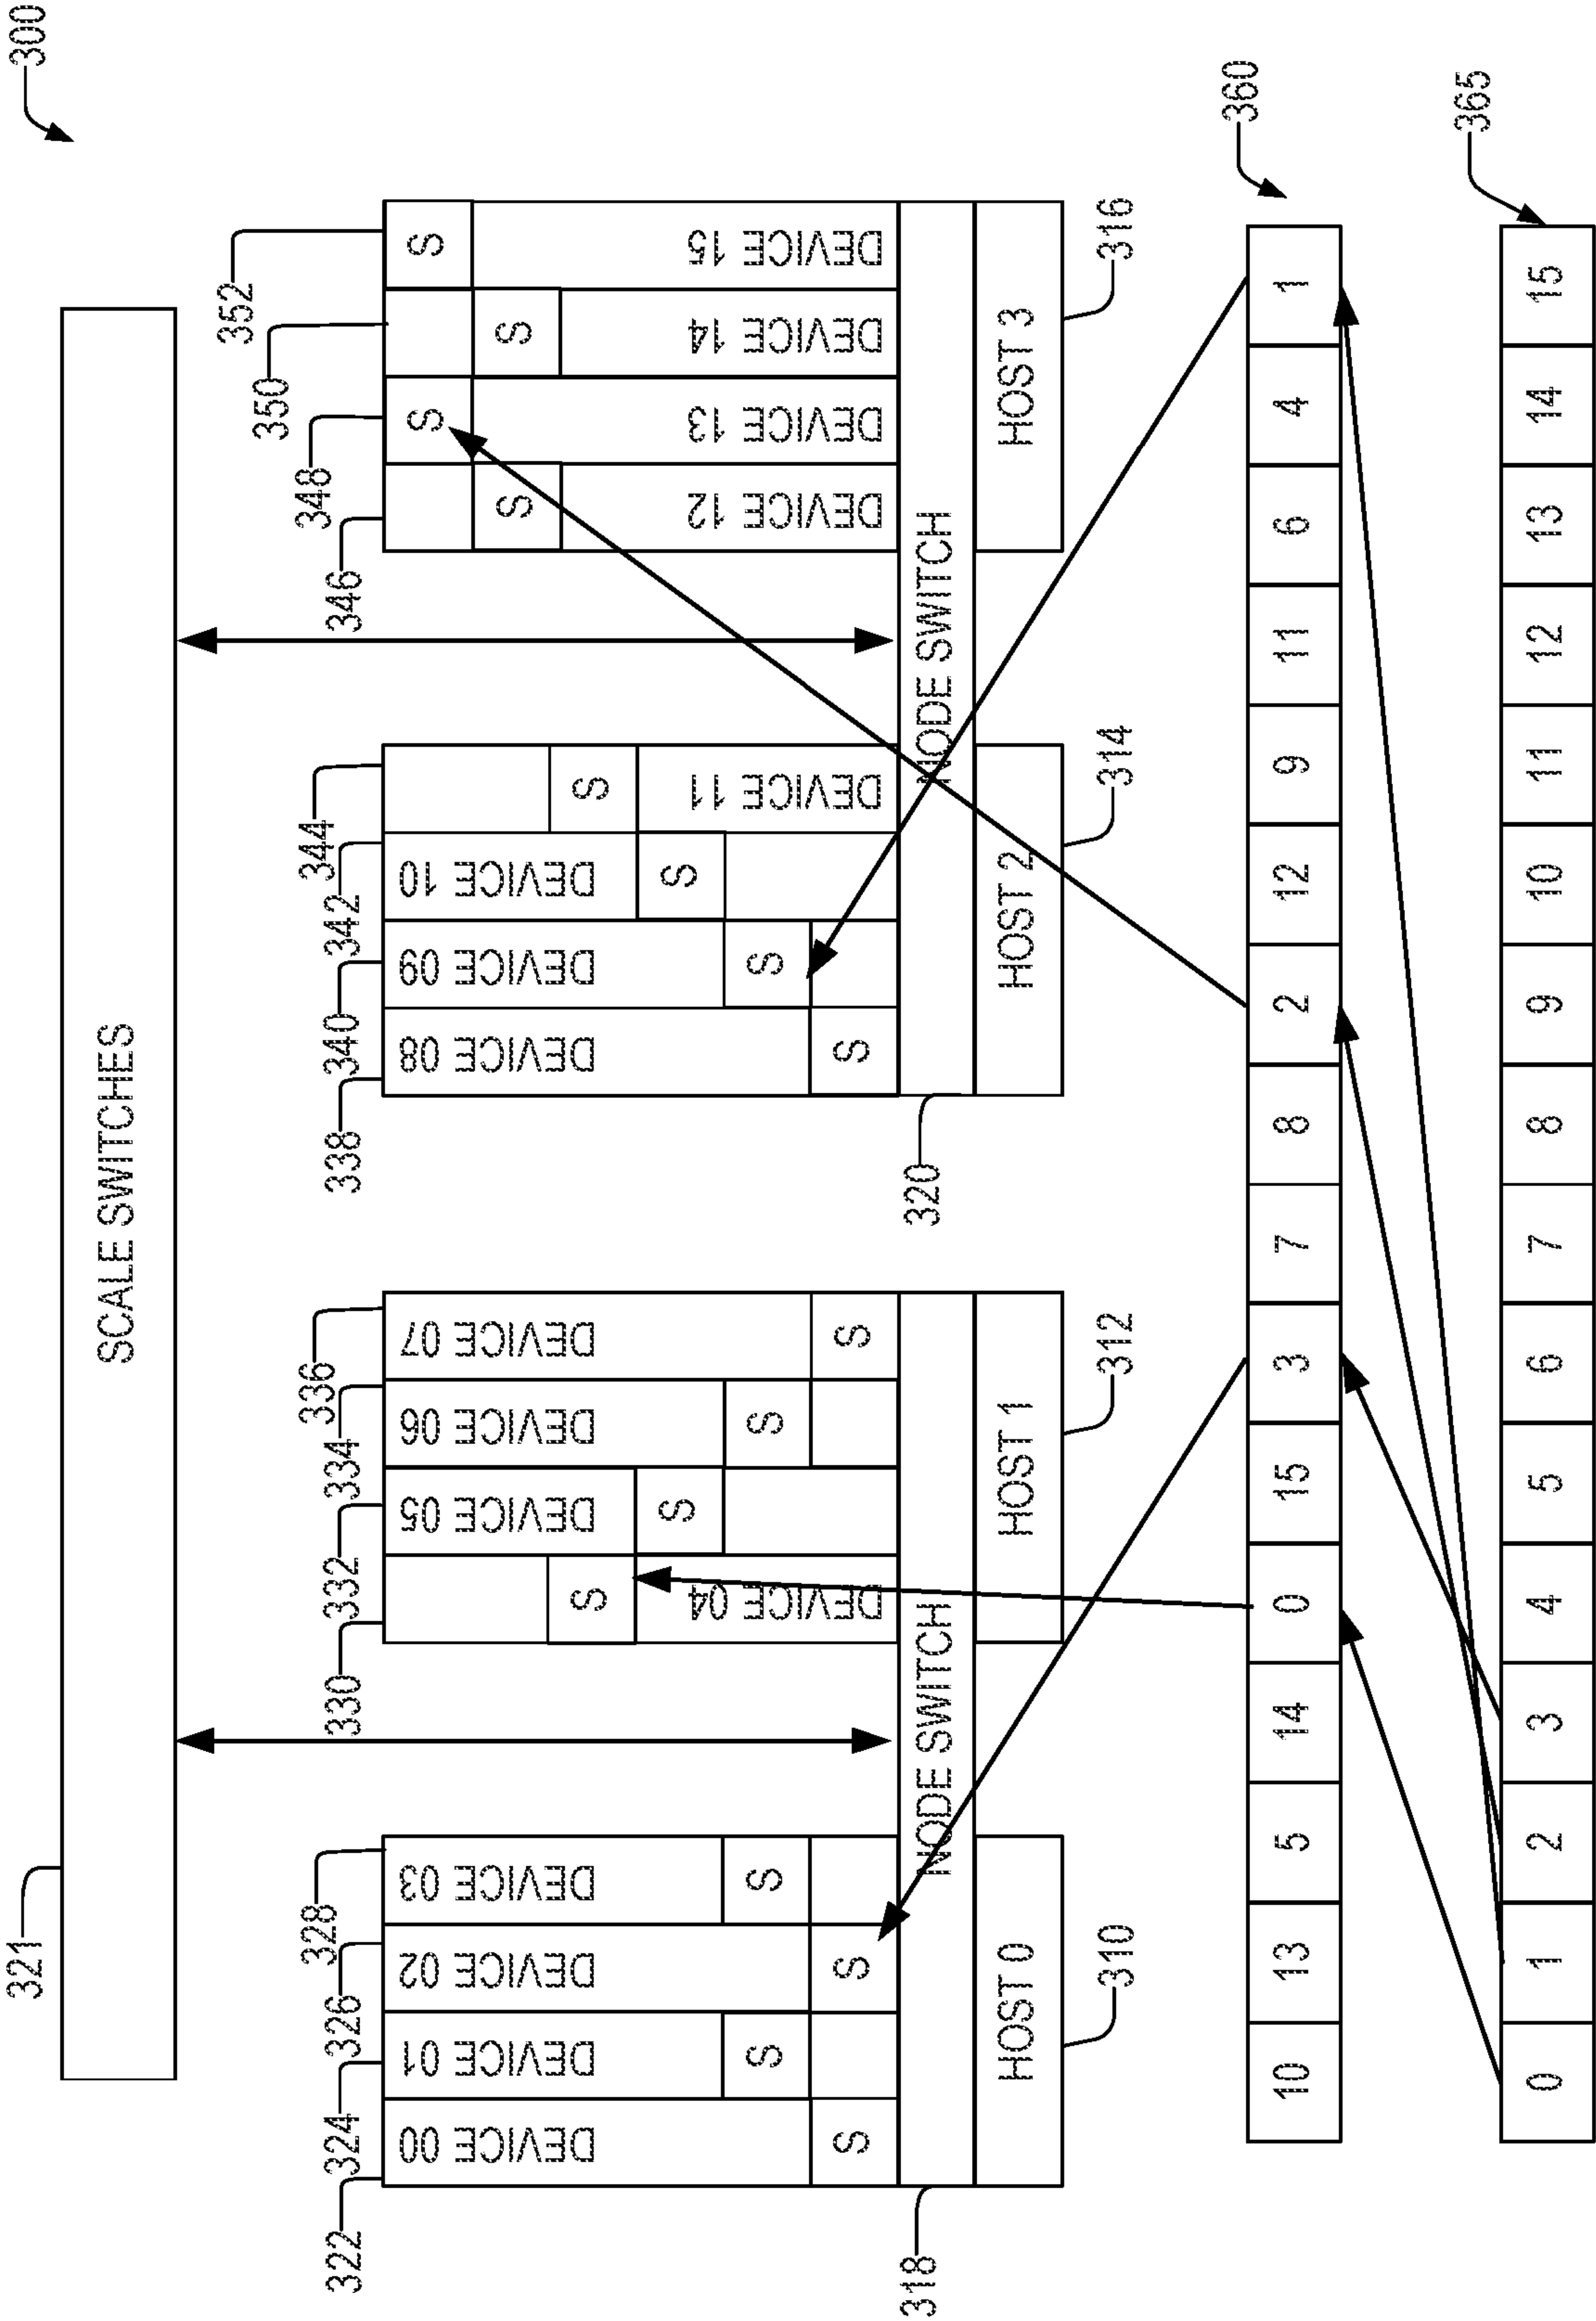 300
321
SCALE SWITCHES
322
324
326
328
330
332
334
336
338
340
342
344
346
348
350
352
DEVICE 00
S
DEVICE 01
S
DEVICE 02
S
DEVICE 03
S
DEVICE 04
S
DEVICE 05
S
DEVICE 06
S
DEVICE 07
S
DEVICE 08
S
DEVICE 09
S
DEVICE 10
S
DEVICE 11
S
DEVICE 12
S
DEVICE 13
S
DEVICE 14
S
DEVICE 15
S
318
NODE SWITCH
320
NODE SWITCH
HOST 0
HOST 1
HOST 2
HOST 3
310
312
314
316
360
10 13 5 14 0 15 3 7 8 2 12 9 11 6 4 1
365
0 1 2 3 4 5 6 7 8 9 10 11 12 13 14 15